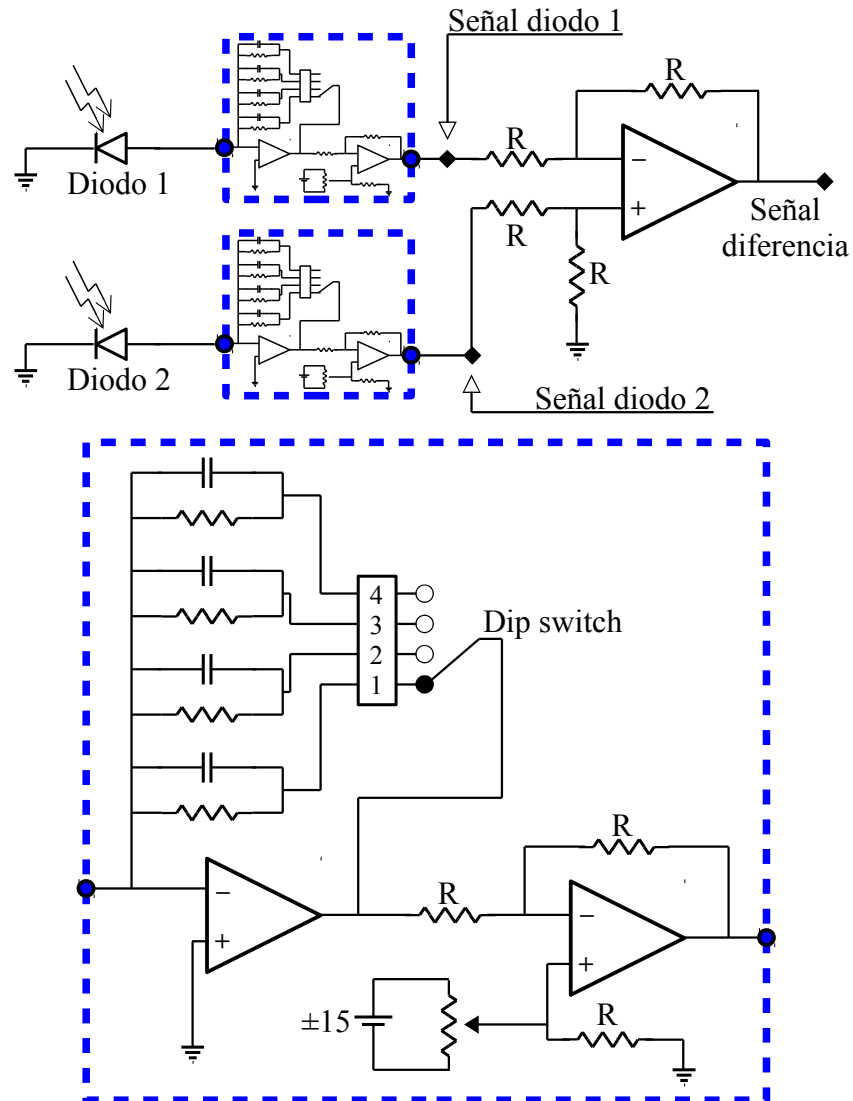 Señal diodo 1
R
R
−
+
Diodo 1
R
Señal
diferencia
R
Diodo 2
Señal diodo 2
4
3
Dip switch
2
1
R
−
+
R
−
+
±15
R